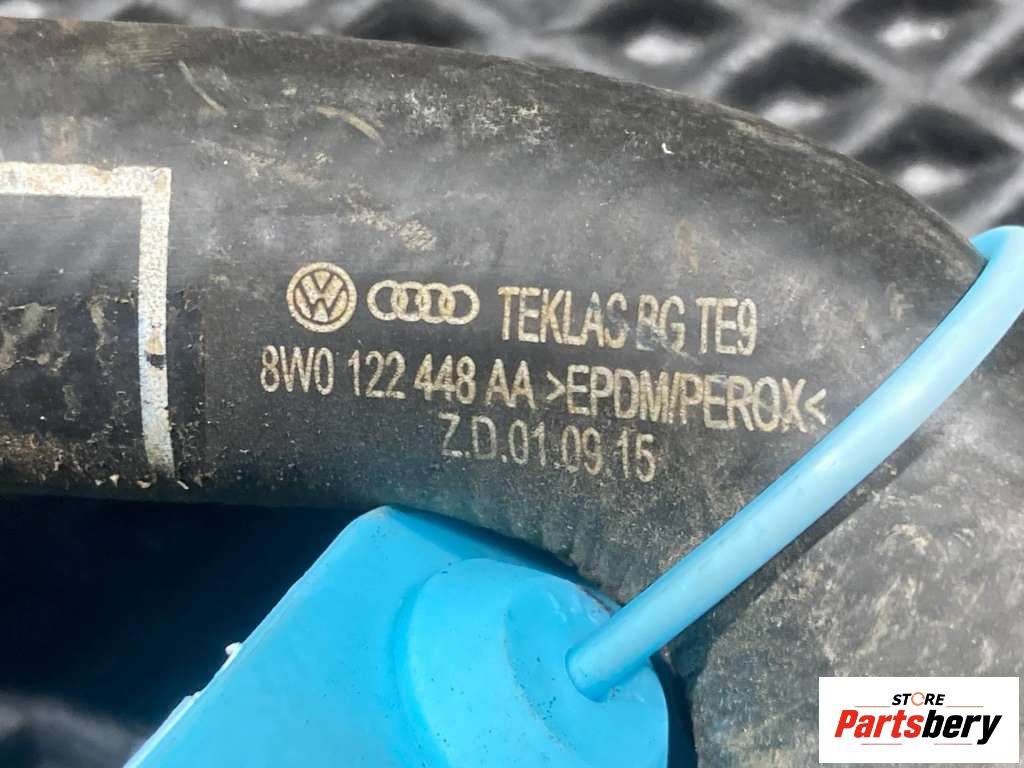 TEKLAS BG TE9
8W0 122 448 AA >EPDM/PEROX<
Z.D.01.09.15
STORE
Partsbery